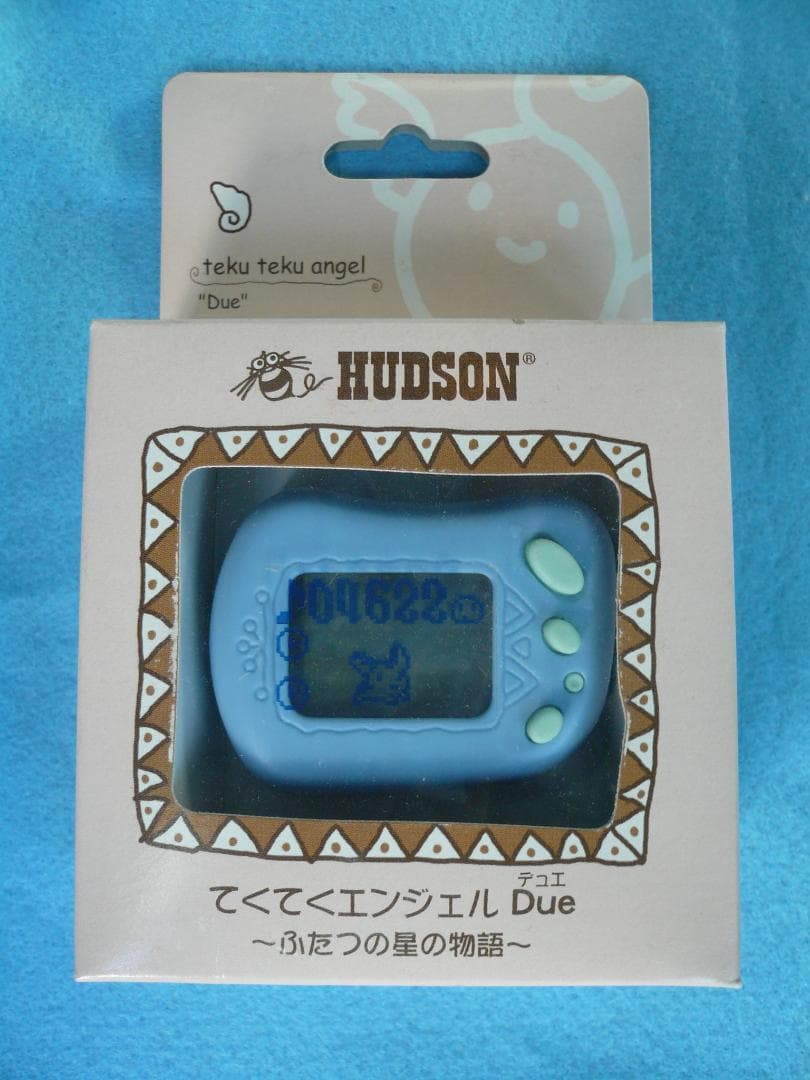 teku teku angel
"Due"
HUDSON®
04622
デュエ
てくてくエンジェル Due
～ふたつの星の物語～